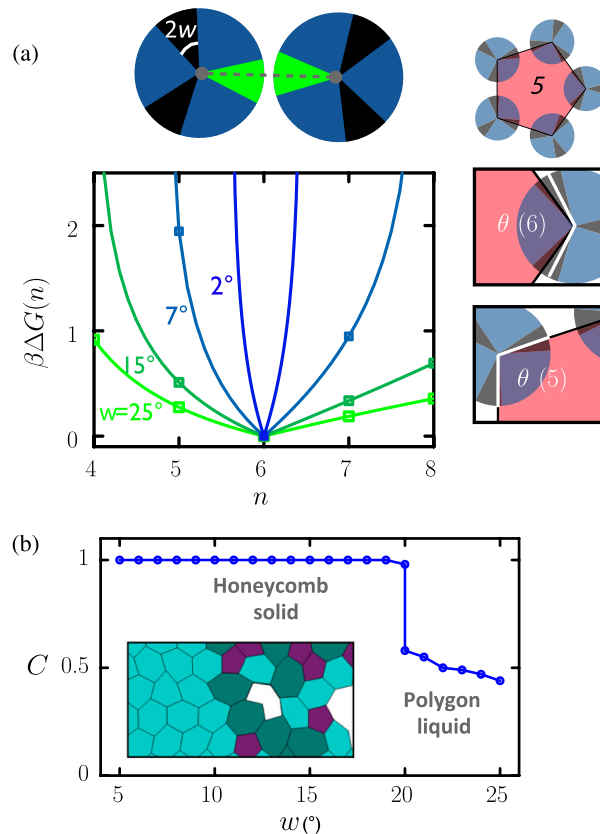 (a)
2w
5
θ (6)
θ (5)
βΔG(n)
2
1
0
2°
7°
15°
w=25°
4 5 6 7 8
n
(b)
1
0.5
0
C
Honeycomb
solid
Polygon
liquid
5 10 15 20 25
w(°)